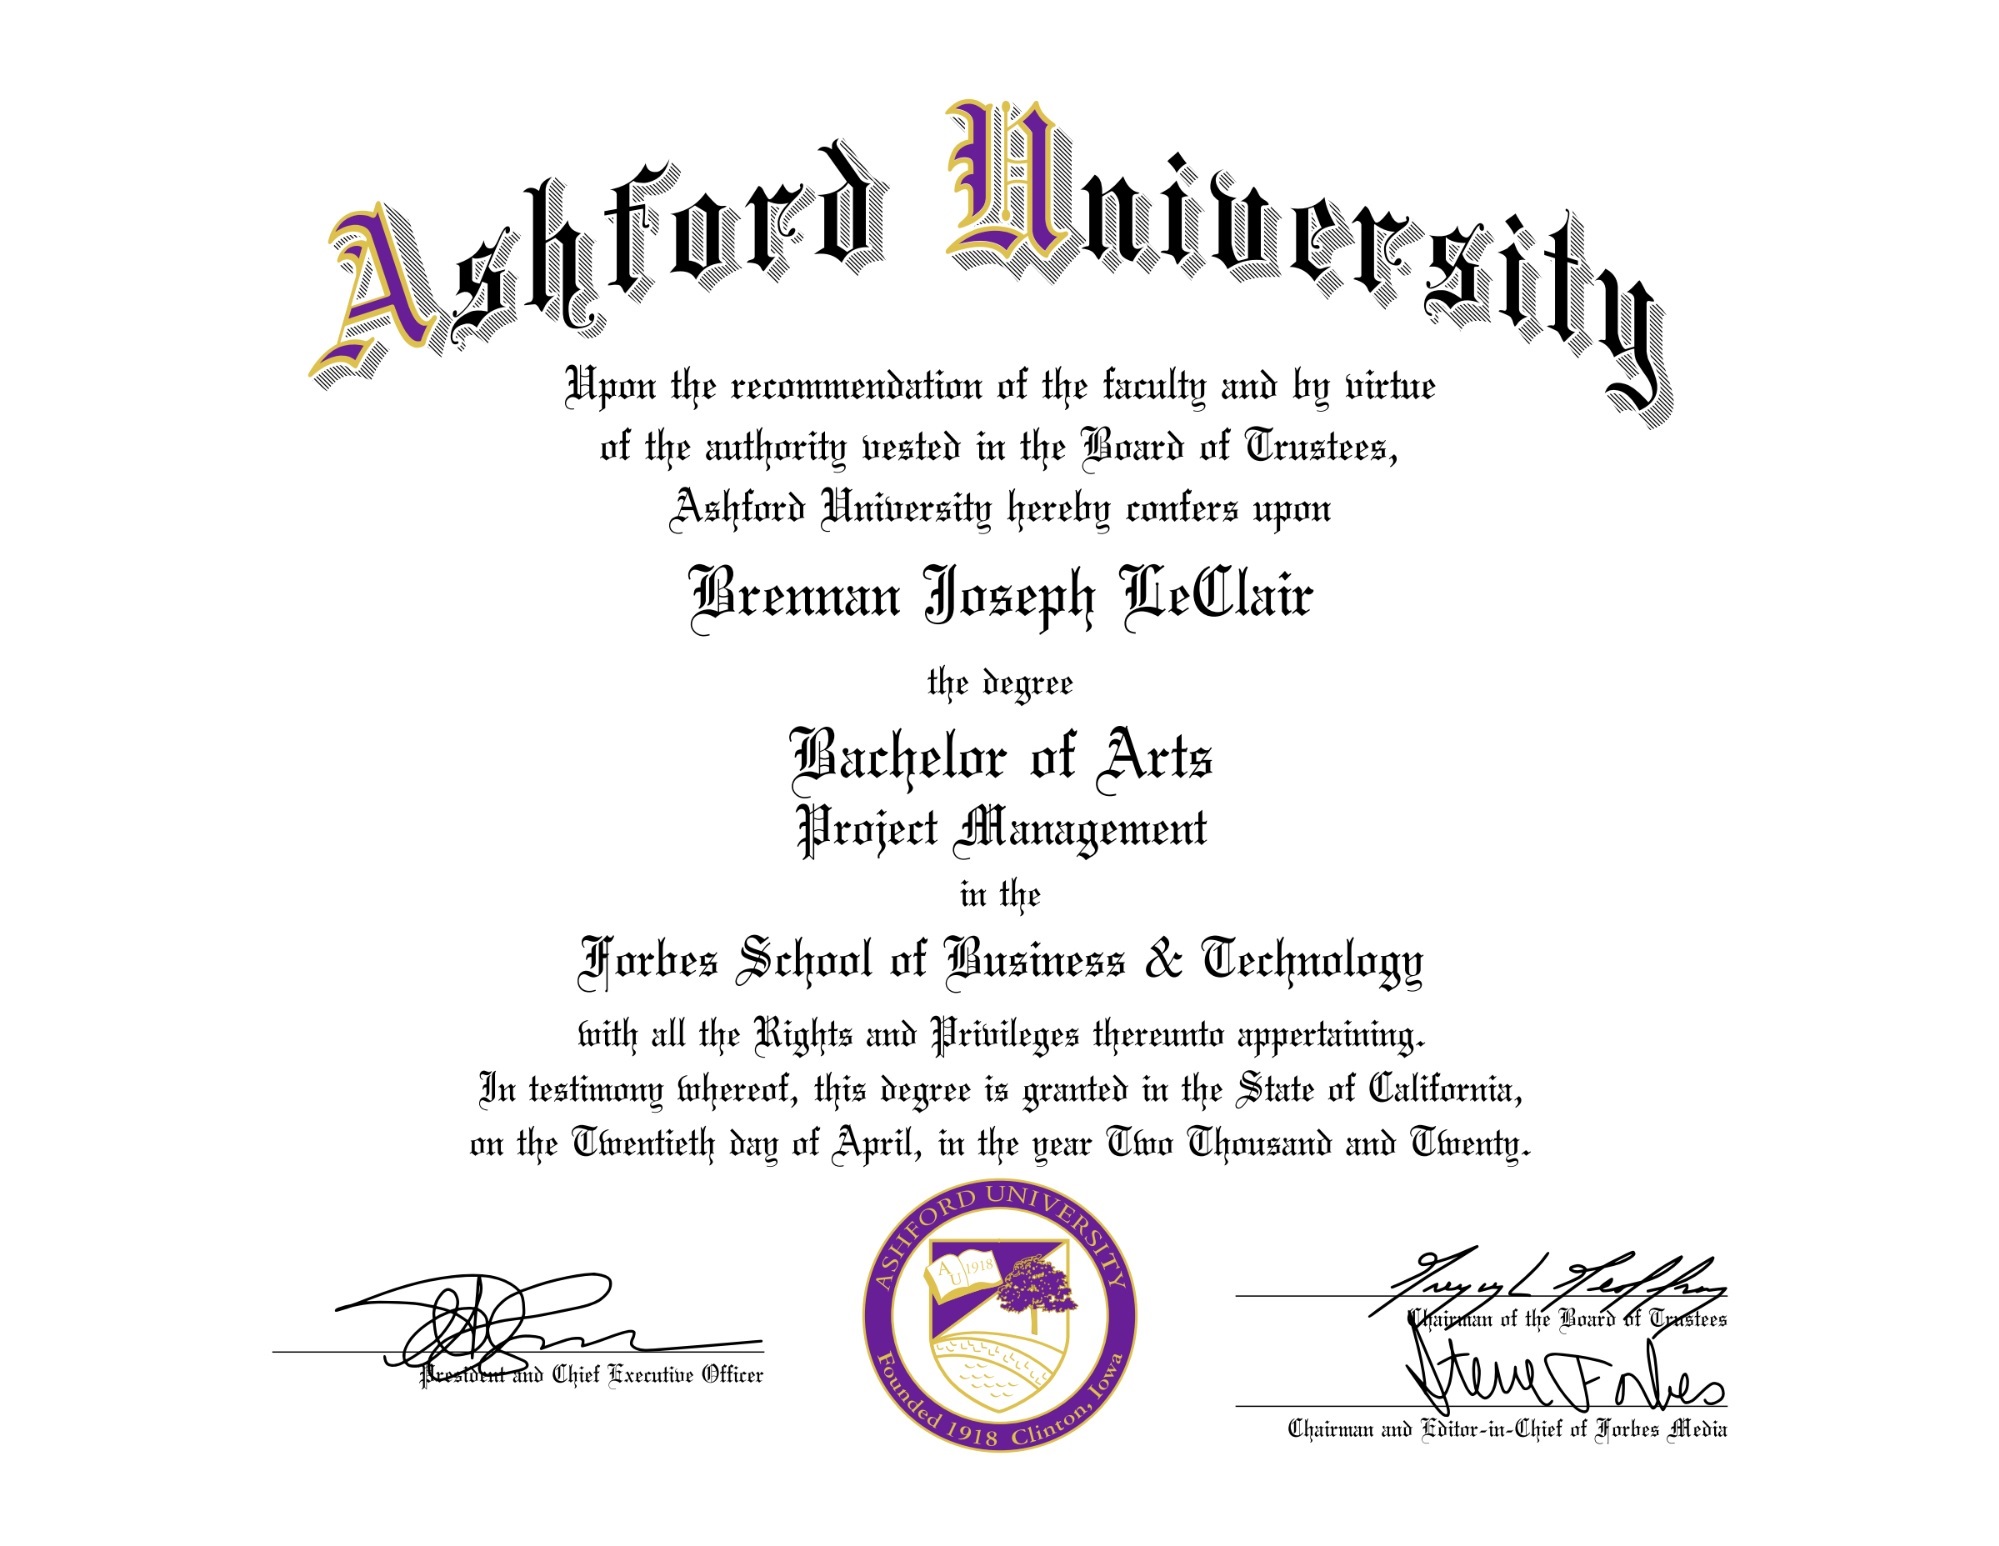 Ashford University
Upon the recommendation of the faculty and by virtue
of the authority vested in the Board of Trustees,
Ashford University hereby confers upon
Brennan Joseph LeClair
the degree
Bachelor of Arts
Project Management
in the
Forbes School of Business & Technology
with all the Rights and Privileges thereunto appertaining.
In testimony whereof, this degree is granted in the State of California,
on the Twentieth day of April, in the year Two Thousand and Twenty.
ASHFORD UNIVERSITY
A U 1918
Founded 1918 Clinton, Iowa
President and Chief Executive Officer
Gregory L Geoffroy
Chairman of the Board of Trustees
Steve Forbes
Chairman and Editor-in-Chief of Forbes Media